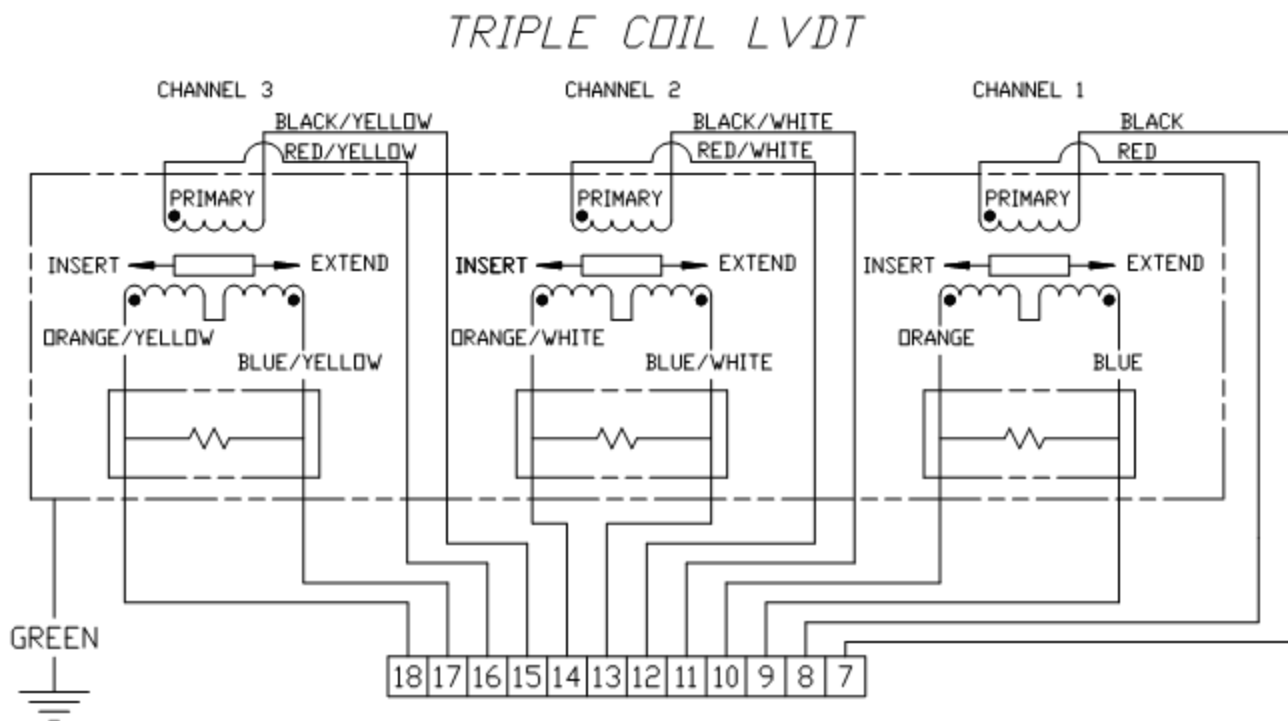 TRIPLE COIL LVDT
CHANNEL 3
CHANNEL 2
CHANNEL 1
BLACK/YELLOW
BLACK/WHITE
BLACK
RED/YELLOW
RED/WHITE
RED
PRIMARY
PRIMARY
PRIMARY
INSERT
EXTEND
INSERT
EXTEND
INSERT
EXTEND
ORANGE/YELLOW
ORANGE/WHITE
ORANGE
BLUE/YELLOW
BLUE/WHITE
BLUE
GREEN
18 17 16 15 14 13 12 11 10 9 8 7